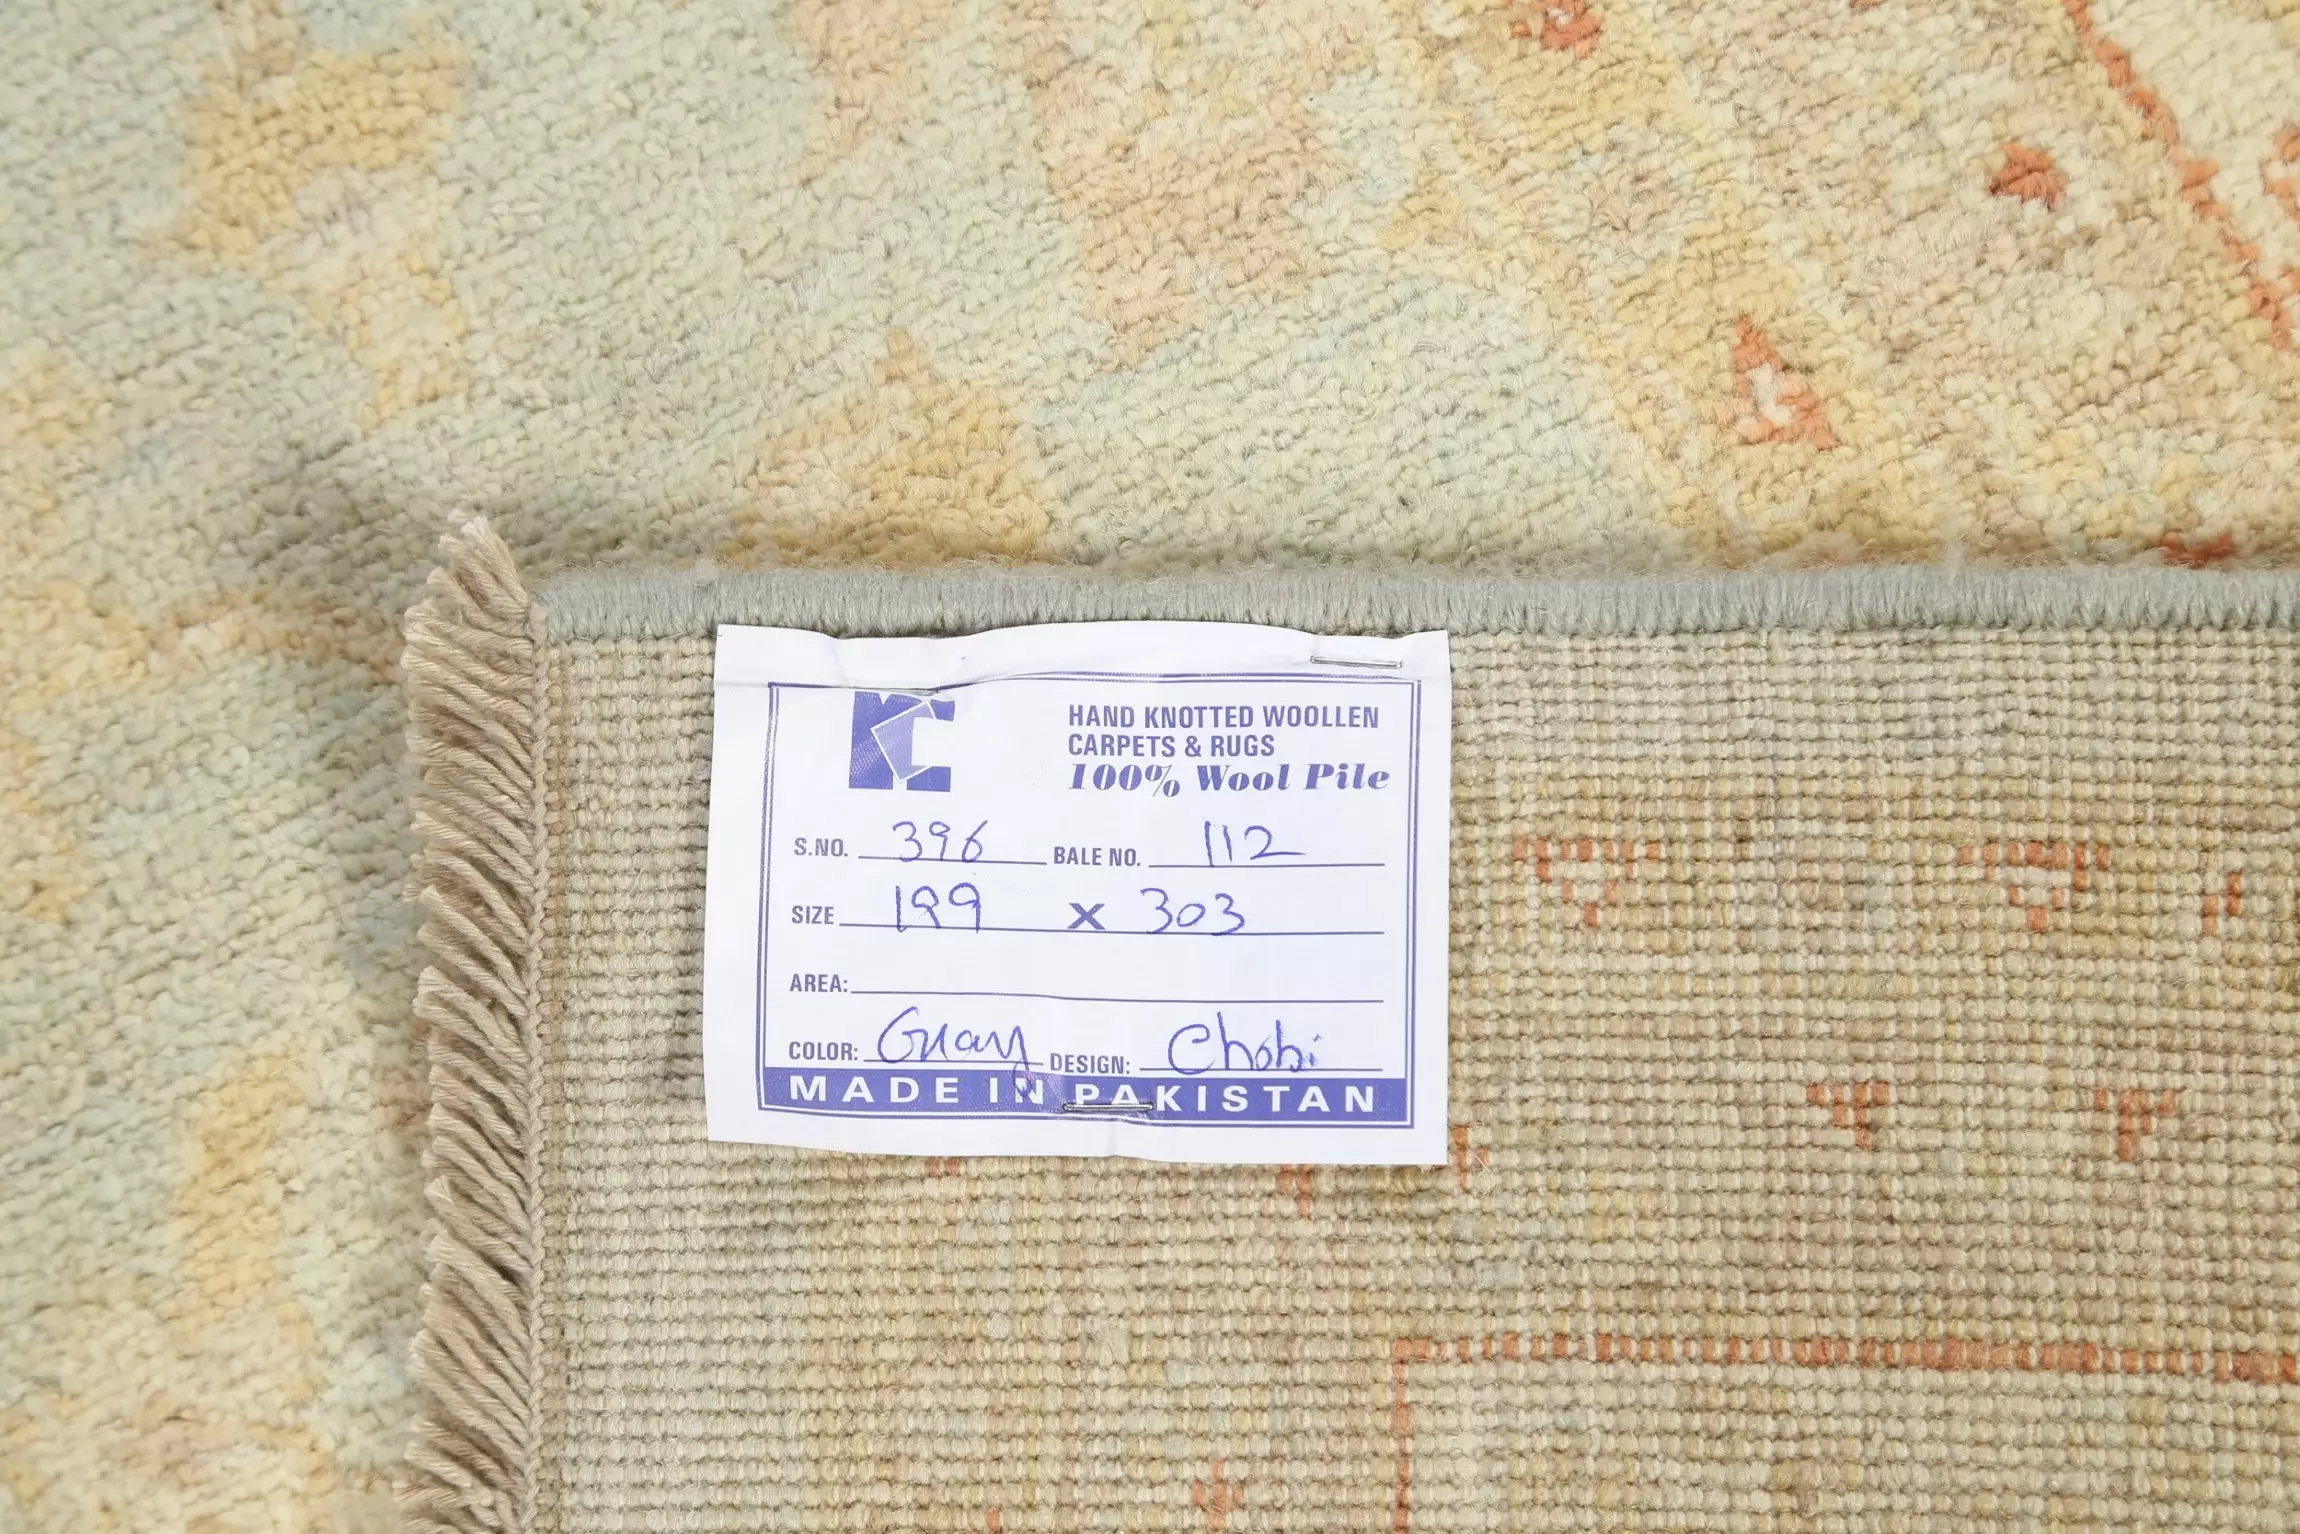 KC
HAND KNOTTED WOOLLEN
CARPETS & RUGS
100% Wool Pile
S.NO. 396 BALE NO. 112
SIZE 199 X 303
AREA:
COLOR: Gray DESIGN: Chobi
MADE IN PAKISTAN